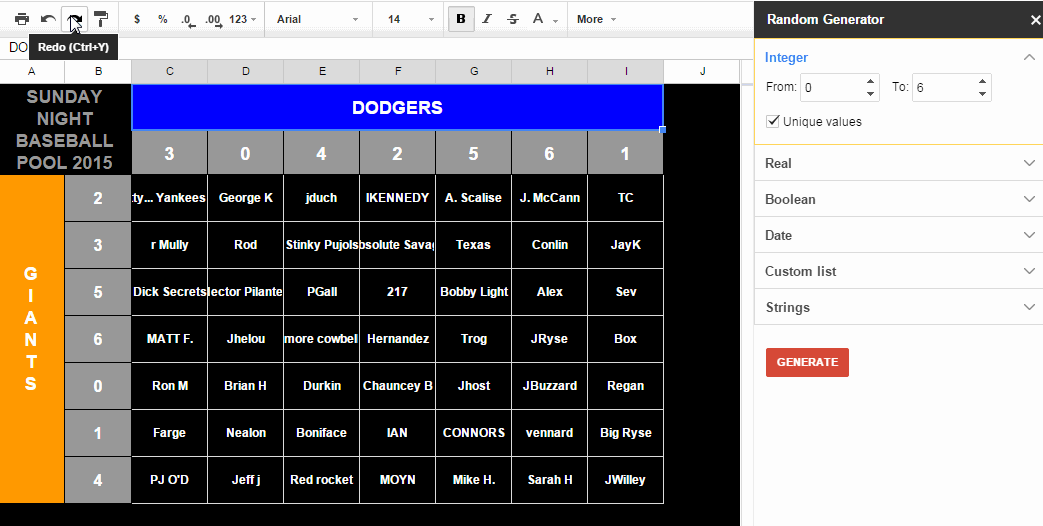 $ % .0 .00 123 Arial 14 B I S A More
DO
Redo (Ctrl+Y)
A B C D E F G H I J
SUNDAY
NIGHT
BASEBALL
POOL 2015
DODGERS
3 0 4 2 5 6 1
GIANTS
2 ty... Yankees George K jduch IKENNEDY A. Scalise J. McCann TC
3 r Mully Rod Stinky Pujols bsolute Savag Texas Conlin JayK
5 Dick Secrets lector Pilante PGall 217 Bobby Light Alex Sev
6 MATT F. Jhelou more cowbell Hernandez Trog JRyse Box
0 Ron M Brian H Durkin Chauncey B Jhost JBuzzard Regan
1 Farge Nealon Boniface IAN CONNORS vennard Big Ryse
4 PJ O'D Jeff j Red rocket MOYN Mike H. Sarah H JWilley
Random Generator
Integer
From: 0 To: 6
Unique values
Real
Boolean
Date
Custom list
Strings
GENERATE